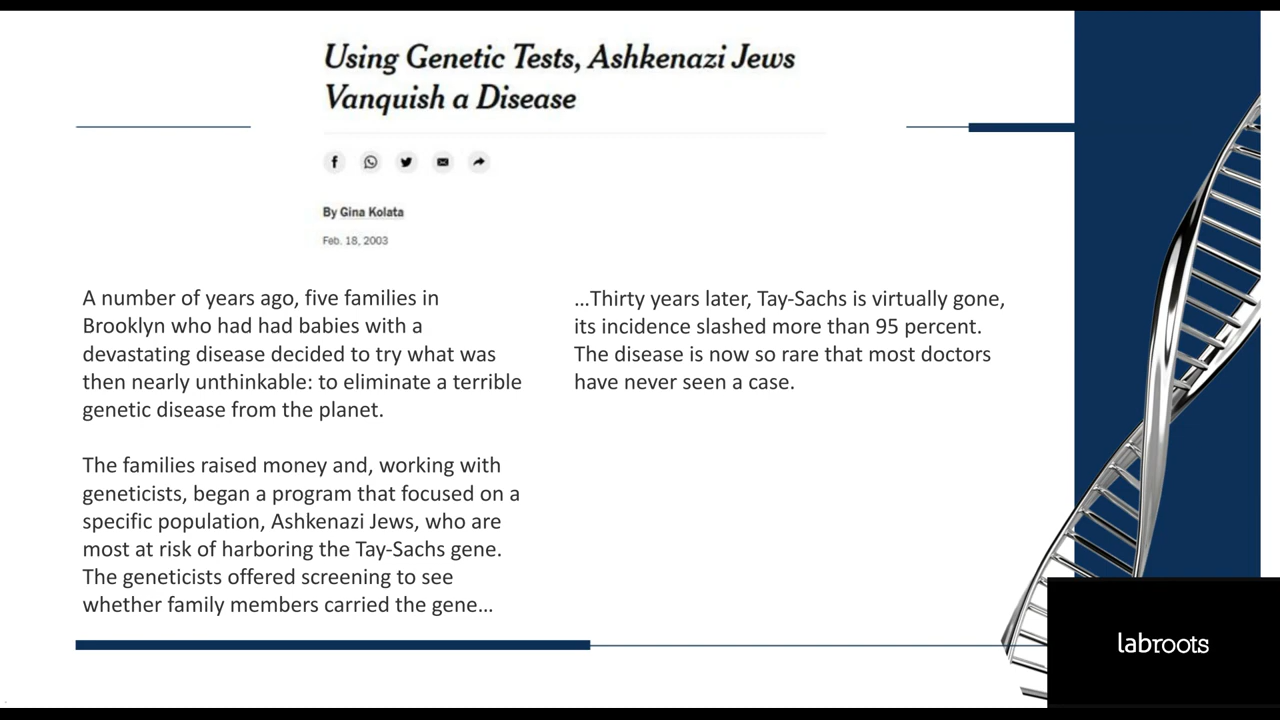 Using Genetic Tests, Ashkenazi Jews
Vanquish a Disease
By Gina Kolata
Feb. 18, 2003
A number of years ago, five families in
Brooklyn who had had babies with a
devastating disease decided to try what was
then nearly unthinkable: to eliminate a terrible
genetic disease from the planet.
The families raised money and, working with
geneticists, began a program that focused on a
specific population, Ashkenazi Jews, who are
most at risk of harboring the Tay-Sachs gene.
The geneticists offered screening to see
whether family members carried the gene…
…Thirty years later, Tay-Sachs is virtually gone,
its incidence slashed more than 95 percent.
The disease is now so rare that most doctors
have never seen a case.
labroots